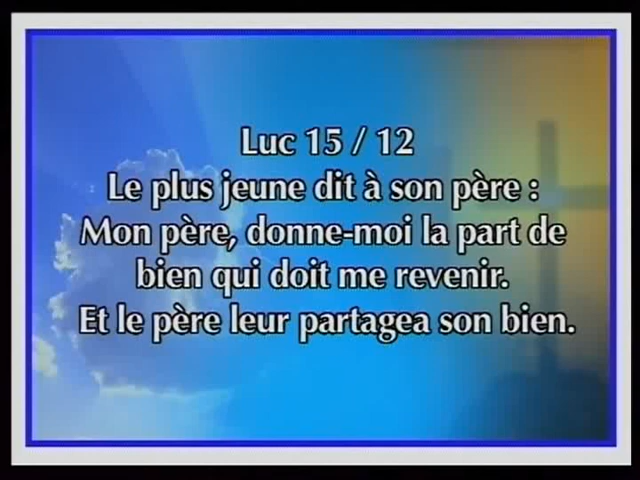 Luc 15 / 12
Le plus jeune dit à son père :
Mon père, donne-moi la part de
bien qui doit me revenir.
Et le père leur partagea son bien.